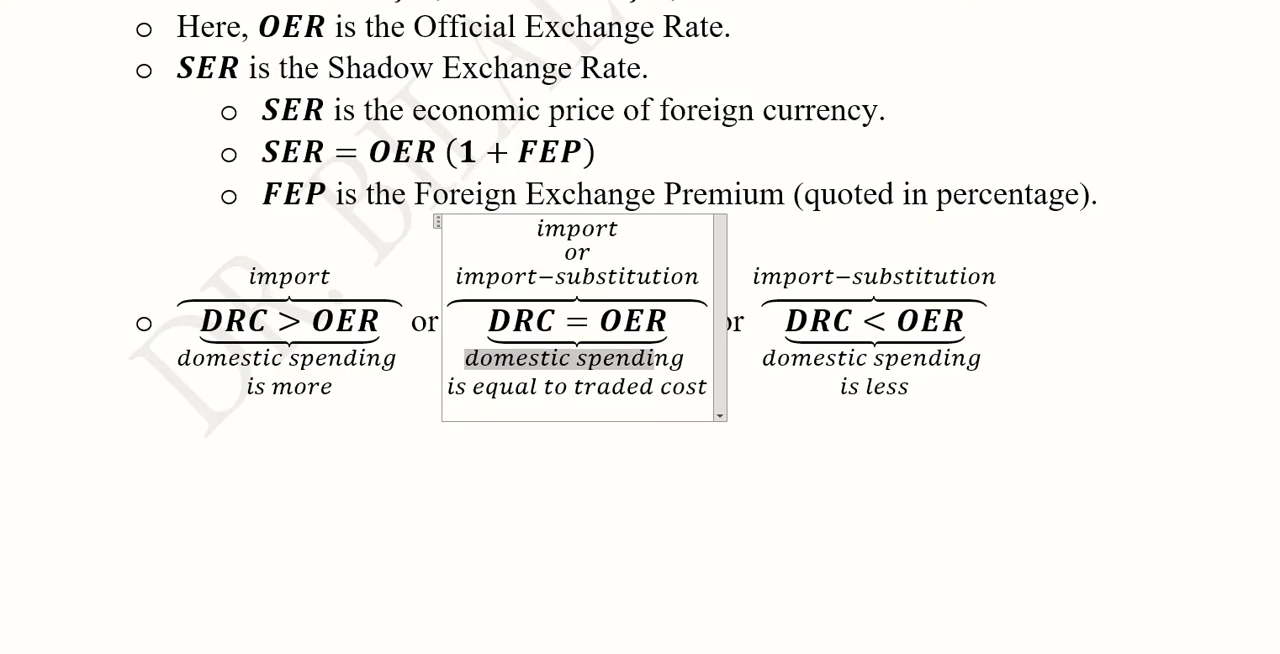 ○ Here, OER is the Official Exchange Rate.
○ SER is the Shadow Exchange Rate.
○ SER is the economic price of foreign currency.
○ SER = OER (1 + FEP)
○ FEP is the Foreign Exchange Premium (quoted in percentage).
import
or
import import−substitution import−substitution
○ DRC > OER or DRC = OER or DRC < OER
domestic spending domestic spending domestic spending
is more is equal to traded cost is less
DR. BILAL